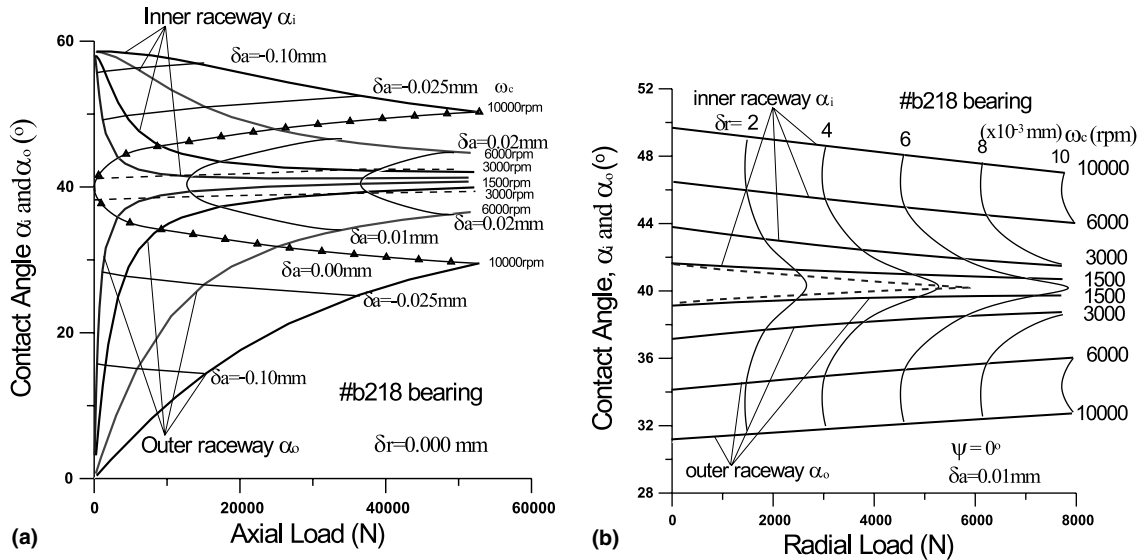 Inner raceway αi
δa=-0.10mm
δa=-0.025mm
ωc
10000rpm
δa=0.02mm
6000rpm
3000rpm
1500rpm
3000rpm
6000rpm
δa=0.02mm
δa=0.01mm
δa=0.00mm
10000rpm
δa=-0.025mm
δa=-0.10mm
#b218 bearing
Outer raceway αo
δr=0.000 mm
Contact Angle αi and αo (o)
60
40
20
0
0
20000
40000
60000
Axial Load (N)
(a)
inner raceway αi
#b218 bearing
δr= 2
4
6
8
10
(x10-3 mm)
ωc (rpm)
10000
6000
3000
1500
1500
3000
6000
10000
outer raceway αo
ψ = 0o
δa=0.01mm
Contact Angle, αi and αo (o)
52
48
44
40
36
32
28
0
2000
4000
6000
8000
Radial Load (N)
(b)